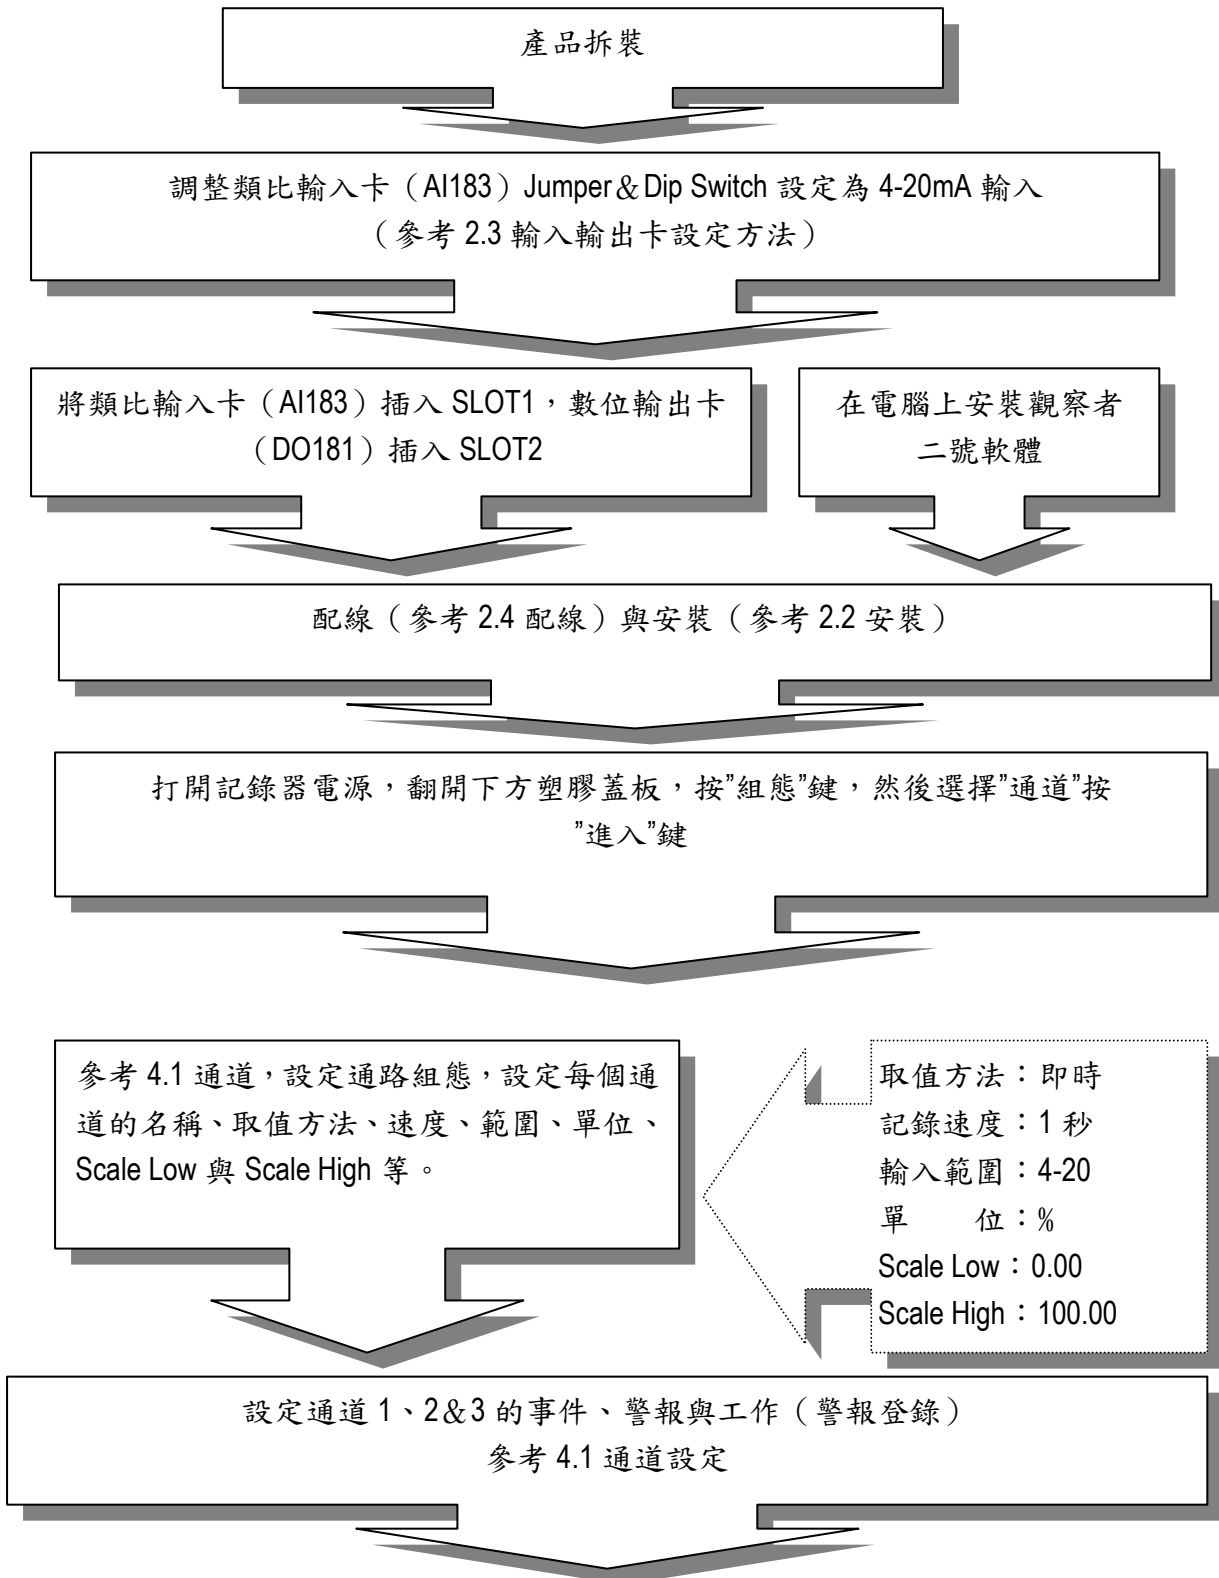 產品拆裝
調整類比輸入卡（AI183）Jumper＆Dip Switch 設定為 4-20mA 輸入
（參考 2.3 輸入輸出卡設定方法）
將類比輸入卡（AI183）插入 SLOT1，數位輸出卡
（DO181）插入 SLOT2
在電腦上安裝觀察者
二號軟體
配線（參考 2.4 配線）與安裝（參考 2.2 安裝）
打開記錄器電源，翻開下方塑膠蓋板，按”組態”鍵，然後選擇”通道”按
”進入”鍵
參考 4.1 通道，設定通路組態，設定每個通
道的名稱、取值方法、速度、範圍、單位、
Scale Low 與 Scale High 等。
取值方法：即時
記錄速度：1 秒
輸入範圍：4-20
單　　位：%
Scale Low：0.00
Scale High：100.00
設定通道 1、2＆3 的事件、警報與工作（警報登錄）
參考 4.1 通道設定